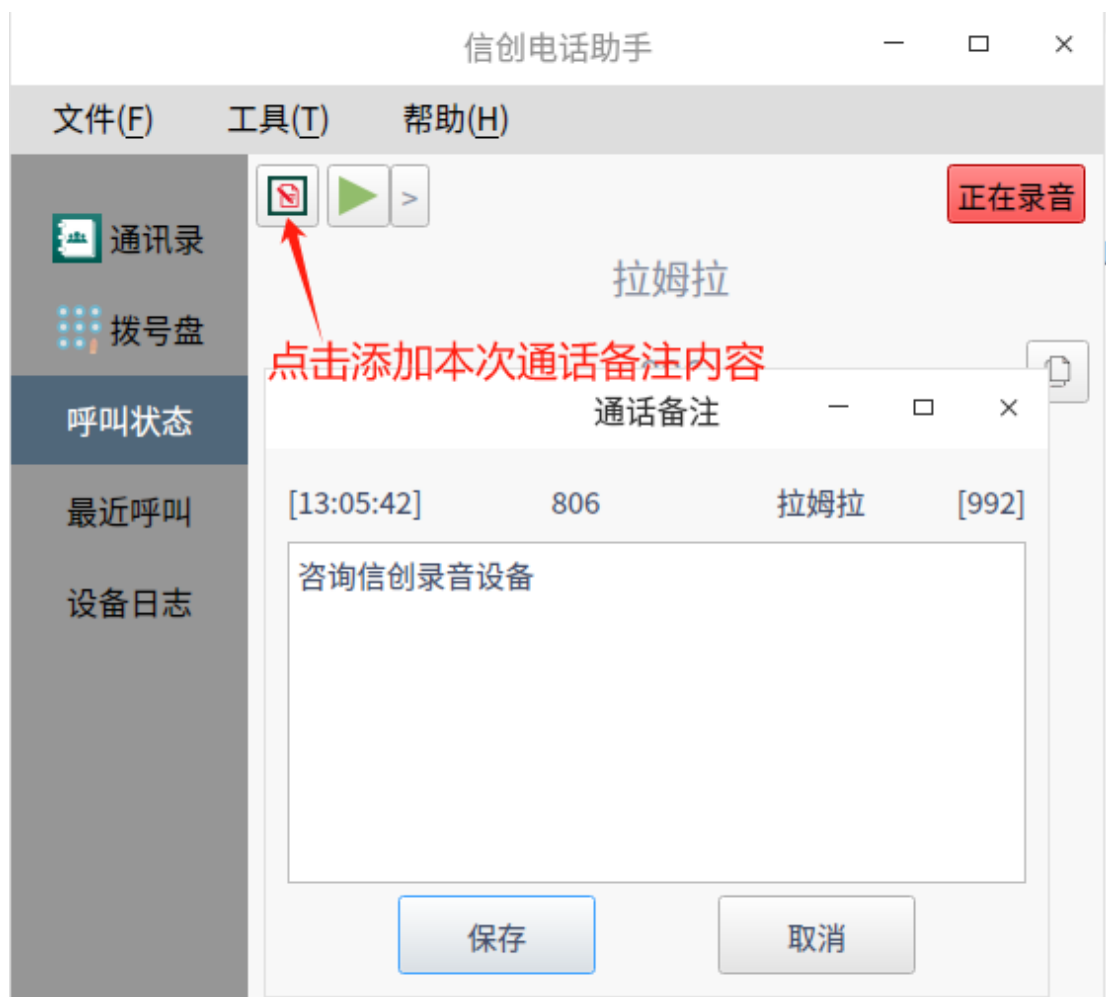 信创电话助手
文件(F) 工具(T) 帮助(H)
正在录音
通讯录
拉姆拉
拨号盘
点击添加本次通话备注内容
呼叫状态
通话备注
最近呼叫
[13:05:42] 806 拉姆拉 [992]
咨询信创录音设备
设备日志
保存 取消